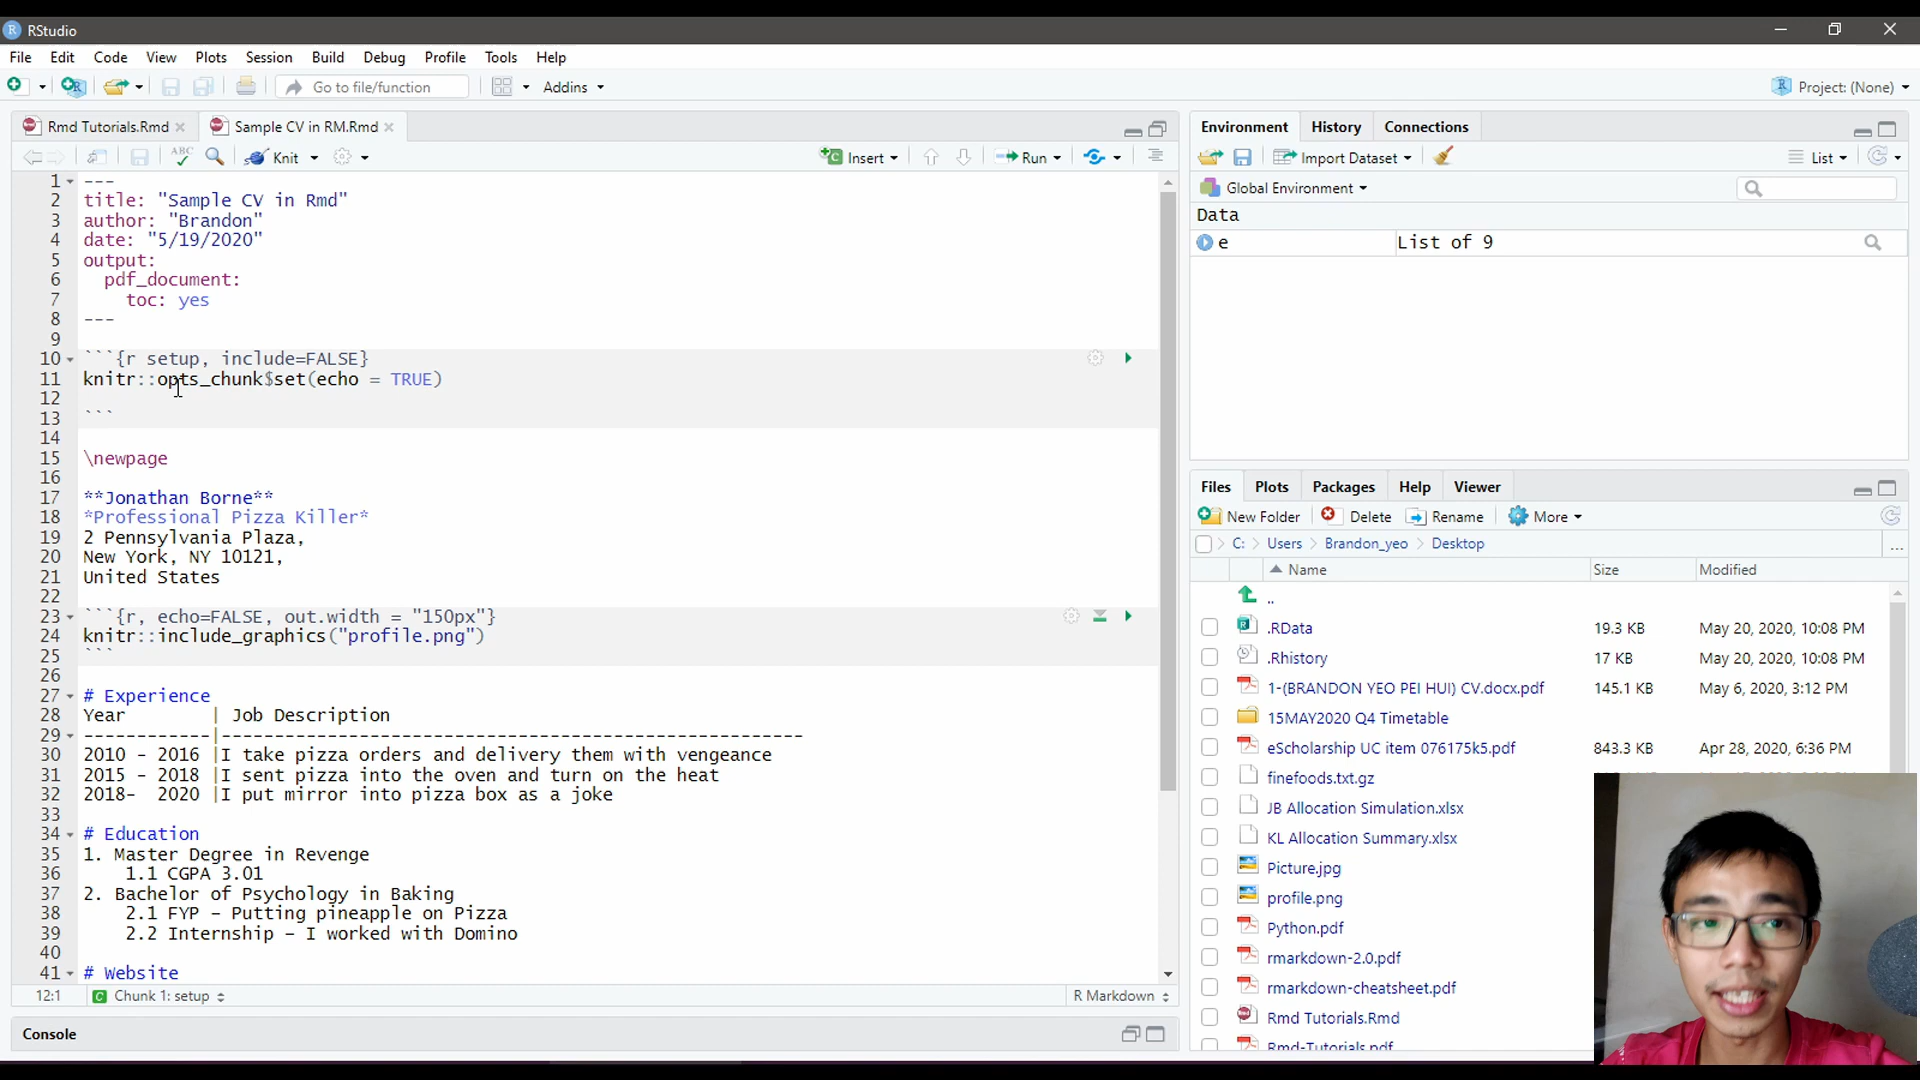 RStudio
File Edit Code View Plots Session Build Debug Profile Tools Help
Go to file/function Addins Project: (None)
Rmd Tutorials.Rmd Sample CV in RM.Rmd
ABC Knit Insert Run
1 ---
2 title: "Sample CV in Rmd"
3 author: "Brandon"
4 date: "5/19/2020"
5 output:
6 pdf_document:
7 toc: yes
8 ---
9
10 ```{r setup, include=FALSE}
11 knitr::opts_chunk$set(echo = TRUE)
12
13 ```
14
15 \newpage
16
17 **Jonathan Borne**
18 *Professional Pizza Killer*
19 2 Pennsylvania Plaza,
20 New York, NY 10121,
21 United States
22
23 ```{r, echo=FALSE, out.width = "150px"}
24 knitr::include_graphics("profile.png")
25 ```
26
27 # Experience
28 Year | Job Description
29 ------------|-------------------------------------------------------
30 2010 - 2016 |I take pizza orders and delivery them with vengeance
31 2015 - 2018 |I sent pizza into the oven and turn on the heat
32 2018- 2020 |I put mirror into pizza box as a joke
33
34 # Education
35 1. Master Degree in Revenge
36 1.1 CGPA 3.01
37 2. Bachelor of Psychology in Baking
38 2.1 FYP - Putting pineapple on Pizza
39 2.2 Internship - I worked with Domino
40
41 # Website
12:1 C Chunk 1: setup R Markdown
Console
Environment History Connections
Import Dataset List
Global Environment
Data
e List of 9
Files Plots Packages Help Viewer
New Folder Delete Rename More
C: > Users > Brandon_yeo > Desktop ...
Name Size Modified
..
.RData 19.3 KB May 20, 2020, 10:08 PM
.Rhistory 17 KB May 20, 2020, 10:08 PM
1-(BRANDON YEO PEI HUI) CV.docx.pdf 145.1 KB May 6, 2020, 3:12 PM
15MAY2020 Q4 Timetable
eScholarship UC item 076175k5.pdf 843.3 KB Apr 28, 2020, 6:36 PM
finefoods.txt.gz
JB Allocation Simulation.xlsx
KL Allocation Summary.xlsx
Picture.jpg
profile.png
Python.pdf
rmarkdown-2.0.pdf
rmarkdown-cheatsheet.pdf
Rmd Tutorials.Rmd
Rmd-Tutorials.pdf